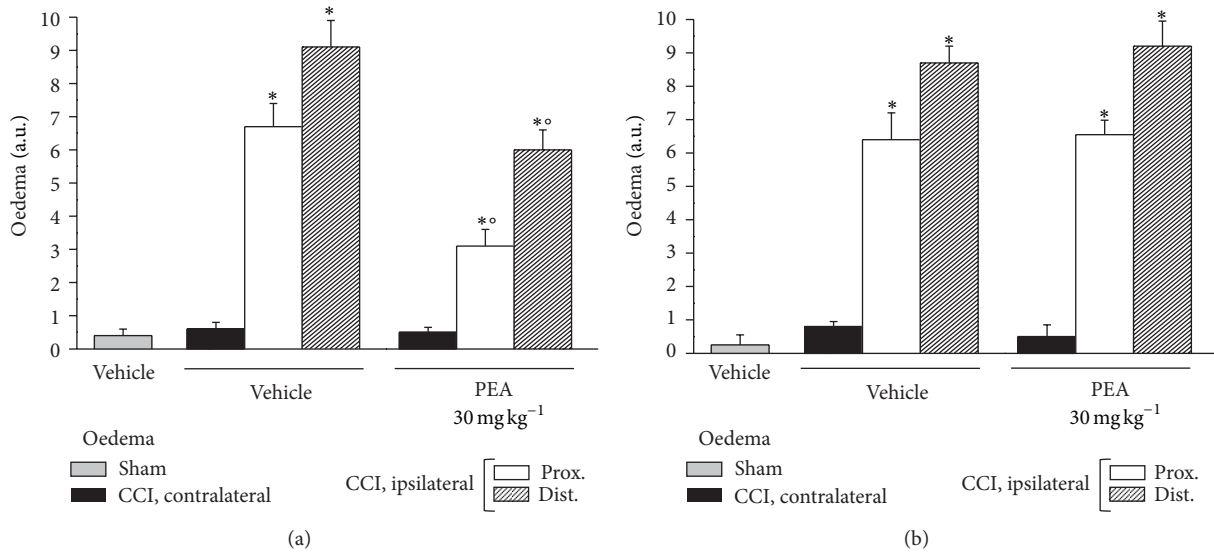 10
9
8
7
6
5
4
3
2
1
0
Oedema (a.u.)
*
*
*°
*°
Vehicle
Vehicle
PEA
30 mg kg⁻¹
Oedema
Sham
CCI, contralateral
CCI, ipsilateral
Prox.
Dist.
(a)
10
9
8
7
6
5
4
3
2
1
0
Oedema (a.u.)
*
*
*
*
Vehicle
Vehicle
PEA
30 mg kg⁻¹
Oedema
Sham
CCI, contralateral
CCI, ipsilateral
Prox.
Dist.
(b)